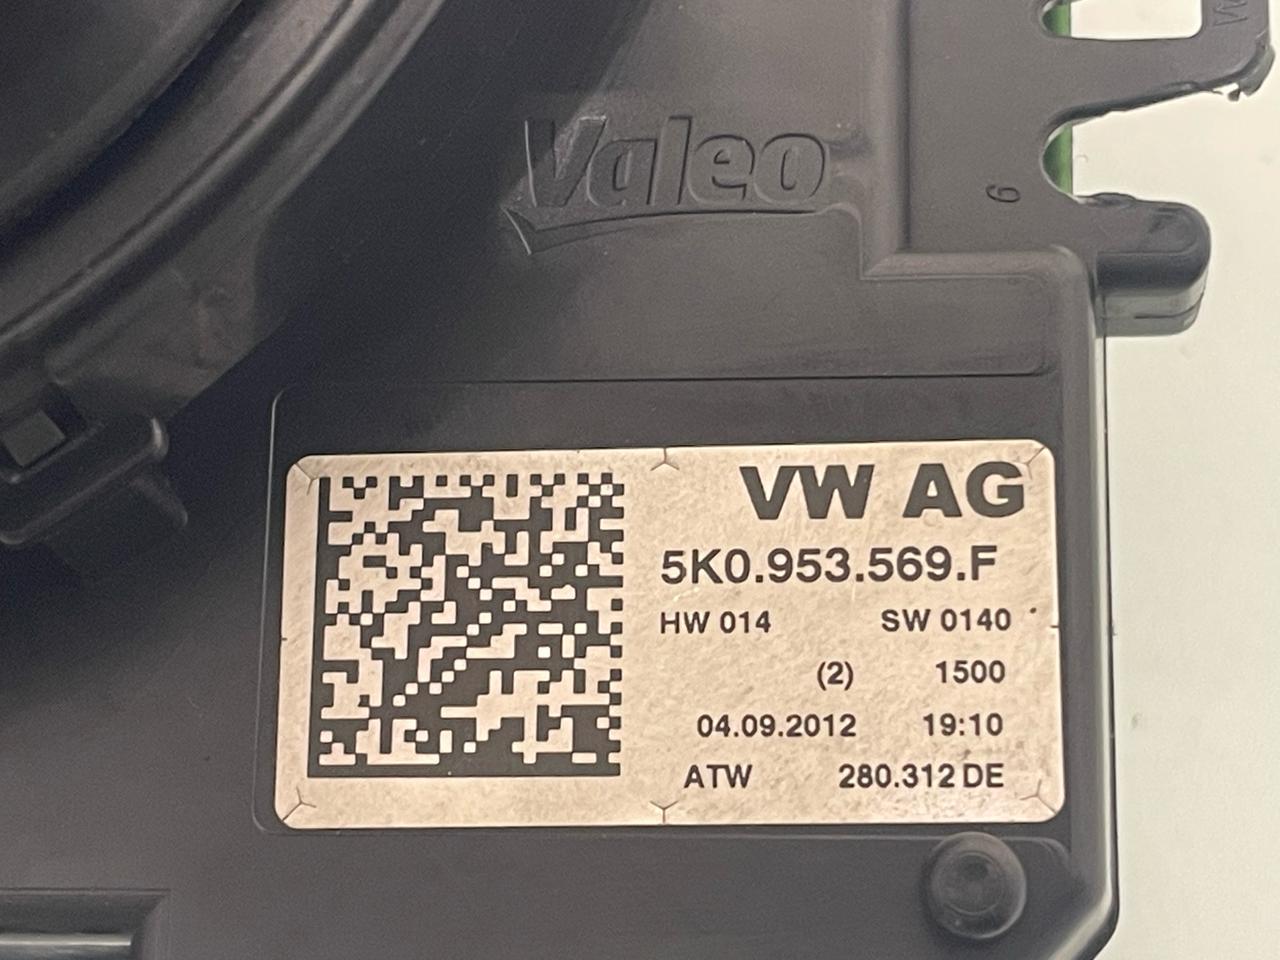 Valeo
6
VW AG
5K0.953.569.F
HW 014 SW 0140
(2) 1500
04.09.2012 19:10
ATW 280.312 DE